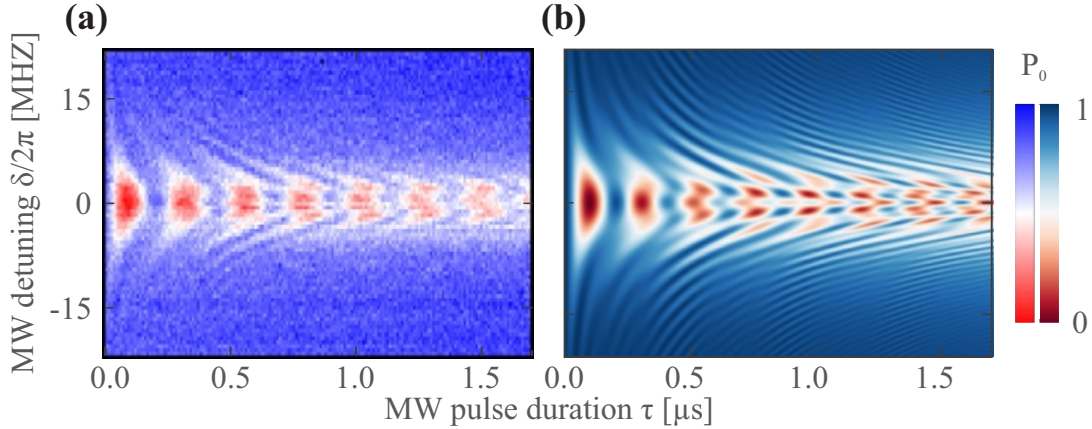 (a)
(b)
MW detuning δ/2π [MHZ]
15
0
-15
0.0 0.5 1.0 1.5
0.0 0.5 1.0 1.5
MW pulse duration τ [μs]
P₀
1
0